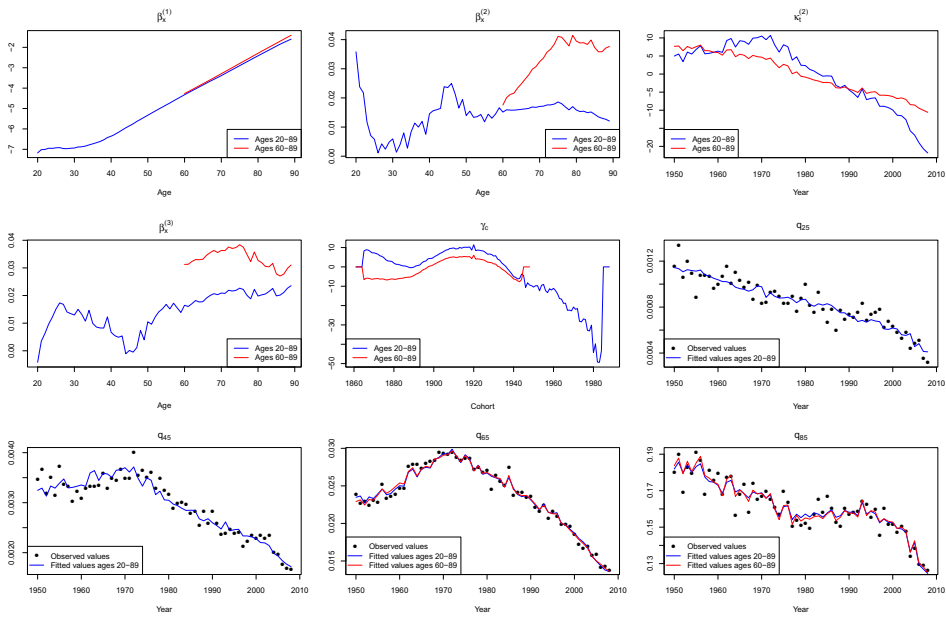 βₓ⁽¹⁾
-2
-3
-4
-5
-6
-7
20 30 40 50 60 70 80 90
Age
Ages 20−89
Ages 60−89
βₓ⁽²⁾
0.04
0.03
0.02
0.01
0.00
20 30 40 50 60 70 80 90
Age
Ages 20−89
Ages 60−89
κₜ⁽²⁾
10
5
0
-5
-10
-20
1950 1960 1970 1980 1990 2000 2010
Year
Ages 20−89
Ages 60−89
βₓ⁽³⁾
0.04
0.03
0.02
0.01
0.00
20 30 40 50 60 70 80 90
Age
Ages 20−89
Ages 60−89
γ_c
10
0
-10
-30
-50
1860 1880 1900 1920 1940 1960 1980
Cohort
Ages 20−89
Ages 60−89
q₂₅
0.0012
0.0008
0.0004
1950 1960 1970 1980 1990 2000 2010
Year
Observed values
Fitted values ages 20−89
q₄₅
0.0040
0.0030
0.0020
1950 1960 1970 1980 1990 2000 2010
Year
Observed values
Fitted values ages 20−89
q₆₅
0.030
0.025
0.020
0.015
1950 1960 1970 1980 1990 2000 2010
Year
Observed values
Fitted values ages 20−89
Fitted values ages 60−89
q₈₅
0.19
0.17
0.15
0.13
1950 1960 1970 1980 1990 2000 2010
Year
Observed values
Fitted values ages 20−89
Fitted values ages 60−89